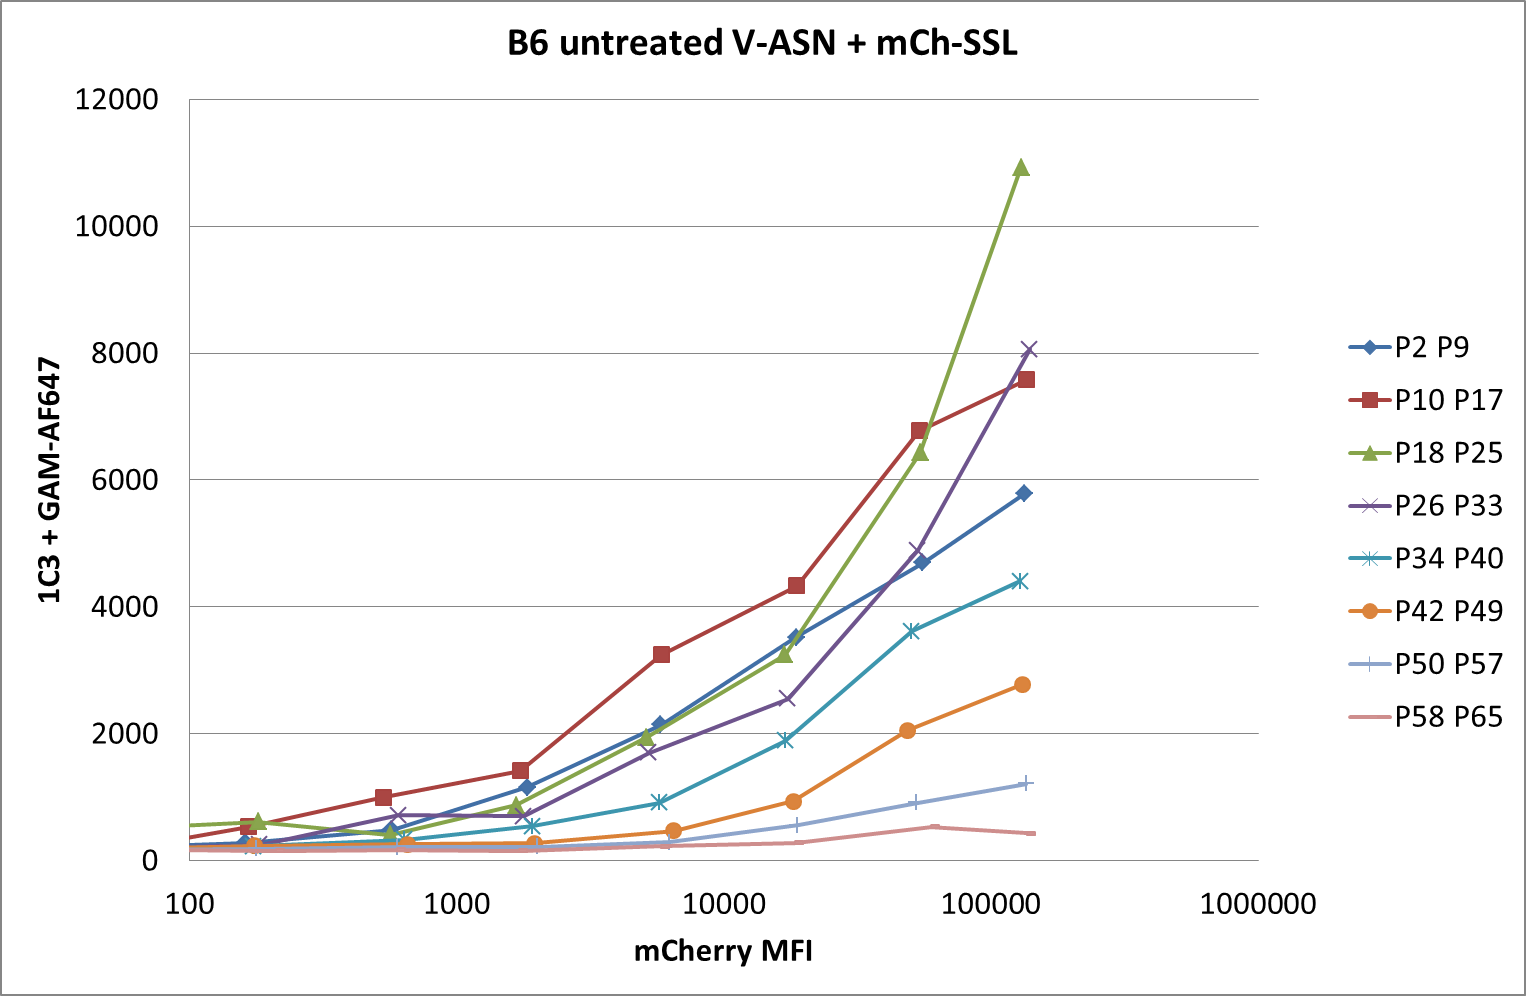 B6 untreated V-ASN + mCh-SSL
12000
10000
8000
6000
4000
2000
0
1C3 + GAM-AF647
100
1000
10000
100000
1000000
mCherry MFI
P2 P9
P10 P17
P18 P25
P26 P33
P34 P40
P42 P49
P50 P57
P58 P65